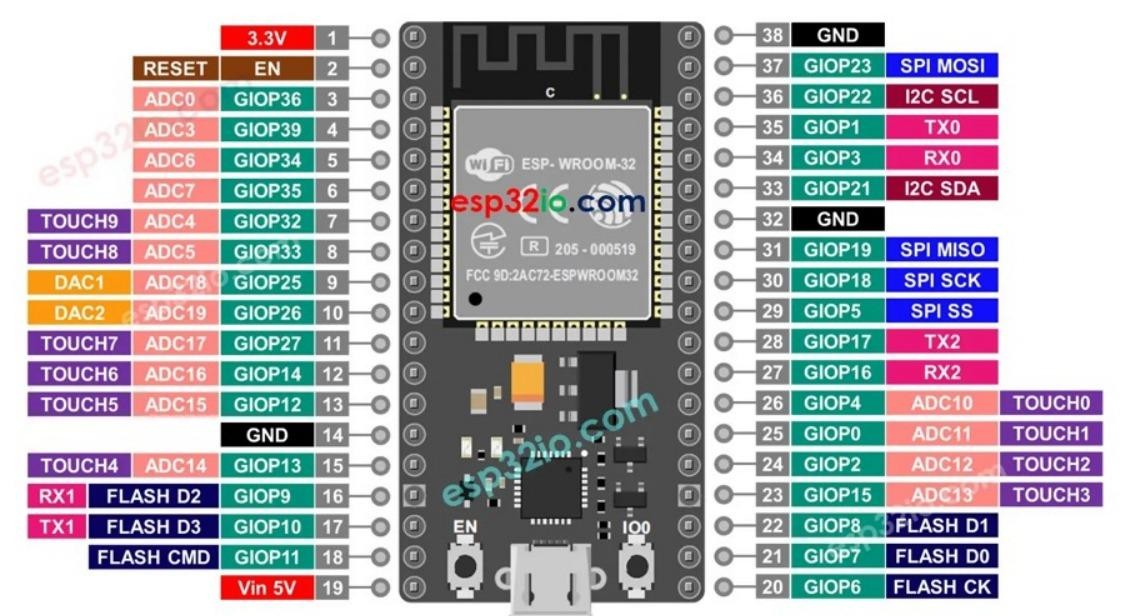 3.3V 1
RESET EN 2
ADC0 GIOP36 3
ADC3 GIOP39 4
ADC6 GIOP34 5
ADC7 GIOP35 6
TOUCH9 ADC4 GIOP32 7
TOUCH8 ADC5 GIOP33 8
DAC1 ADC18 GIOP25 9
DAC2 ADC19 GIOP26 10
TOUCH7 ADC17 GIOP27 11
TOUCH6 ADC16 GIOP14 12
TOUCH5 ADC15 GIOP12 13
GND 14
TOUCH4 ADC14 GIOP13 15
RX1 FLASH D2 GIOP9 16
TX1 FLASH D3 GIOP10 17
FLASH CMD GIOP11 18
Vin 5V 19
esp32io.com
esp32io.com
C
WiFi ESP- WROOM-32
esp32io.com
CE
R 205 - 000519
FCC 9D:2AC72-ESPWROOM32
esp32io.com
EN
IO0
38 GND
37 GIOP23 SPI MOSI
36 GIOP22 I2C SCL
35 GIOP1 TX0
34 GIOP3 RX0
33 GIOP21 I2C SDA
32 GND
31 GIOP19 SPI MISO
30 GIOP18 SPI SCK
29 GIOP5 SPI SS
28 GIOP17 TX2
27 GIOP16 RX2
26 GIOP4 ADC10 TOUCH0
25 GIOP0 ADC11 TOUCH1
24 GIOP2 ADC12 TOUCH2
23 GIOP15 ADC13 TOUCH3
22 GIOP8 FLASH D1
21 GIOP7 FLASH D0
20 GIOP6 FLASH CK
esp32io.com